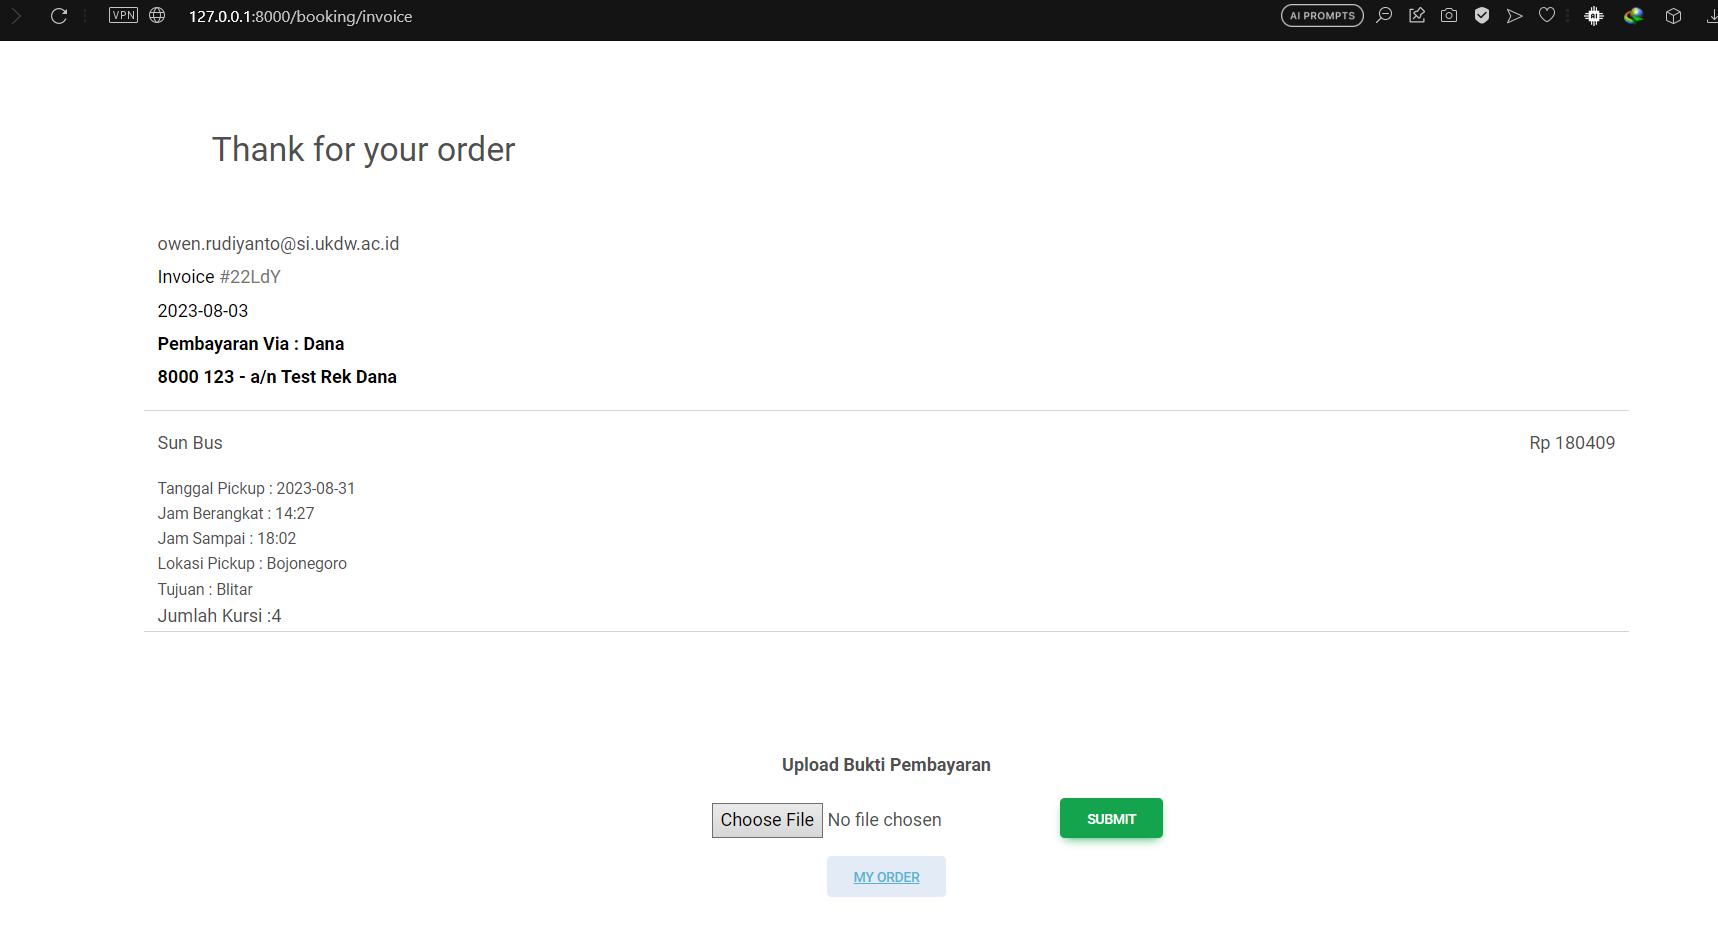 VPN 127.0.0.1:8000/booking/invoice AI PROMPTS
Thank for your order
owen.rudiyanto@si.ukdw.ac.id
Invoice #22LdY
2023-08-03
Pembayaran Via : Dana
8000 123 - a/n Test Rek Dana
Sun Bus Rp 180409
Tanggal Pickup : 2023-08-31
Jam Berangkat : 14:27
Jam Sampai : 18:02
Lokasi Pickup : Bojonegoro
Tujuan : Blitar
Jumlah Kursi :4
Upload Bukti Pembayaran
Choose File No file chosen SUBMIT
MY ORDER